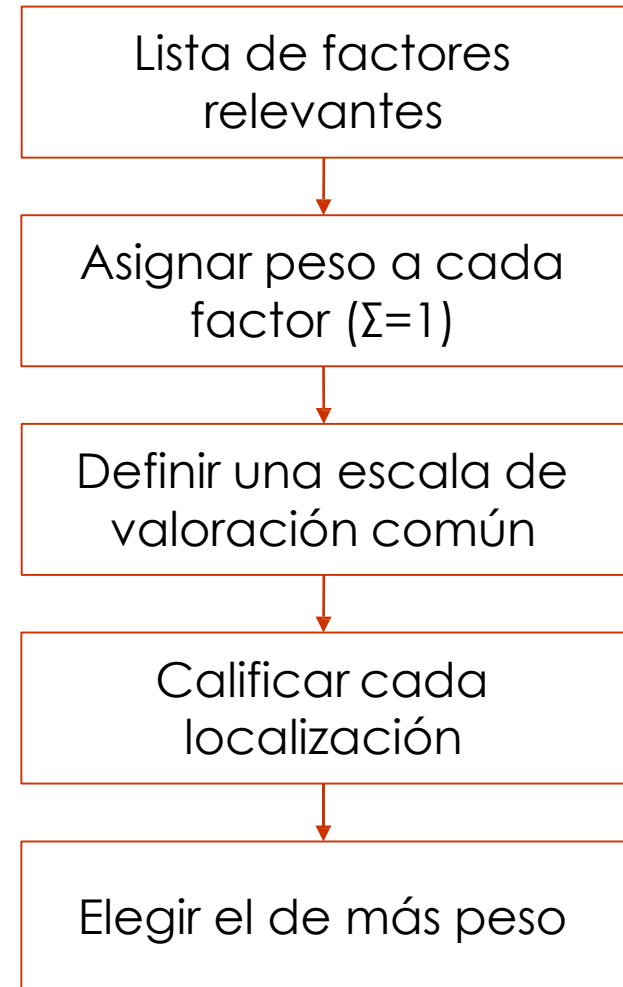 Lista de factores
relevantes
Asignar peso a cada
factor (Σ=1)
Definir una escala de
valoración común
Calificar cada
localización
Elegir el de más peso